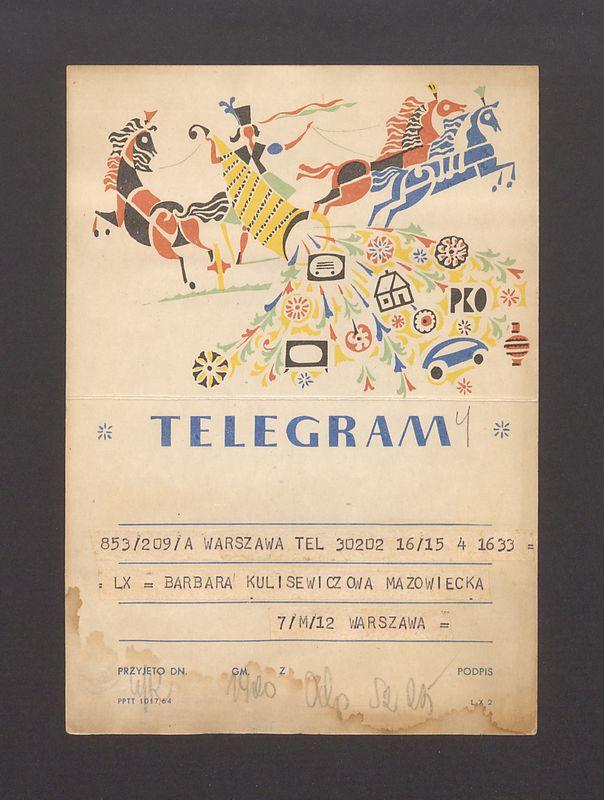 PKO
TELEGRAM
853/209/A WARSZAWA TEL 30202 16/15 4 1633 =
= LX = BARBARA KULISEWICZOWA MAZOWIECKA
7/M/12 WARSZAWA =
PRZYJĘTO DN. GM. Z PODPIS
PPTT 1017/64 L X 2